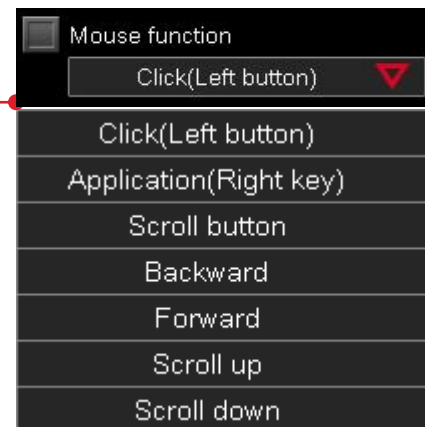 Mouse function
Click(Left button)
Click(Left button)
Application(Right key)
Scroll button
Backward
Forward
Scroll up
Scroll down